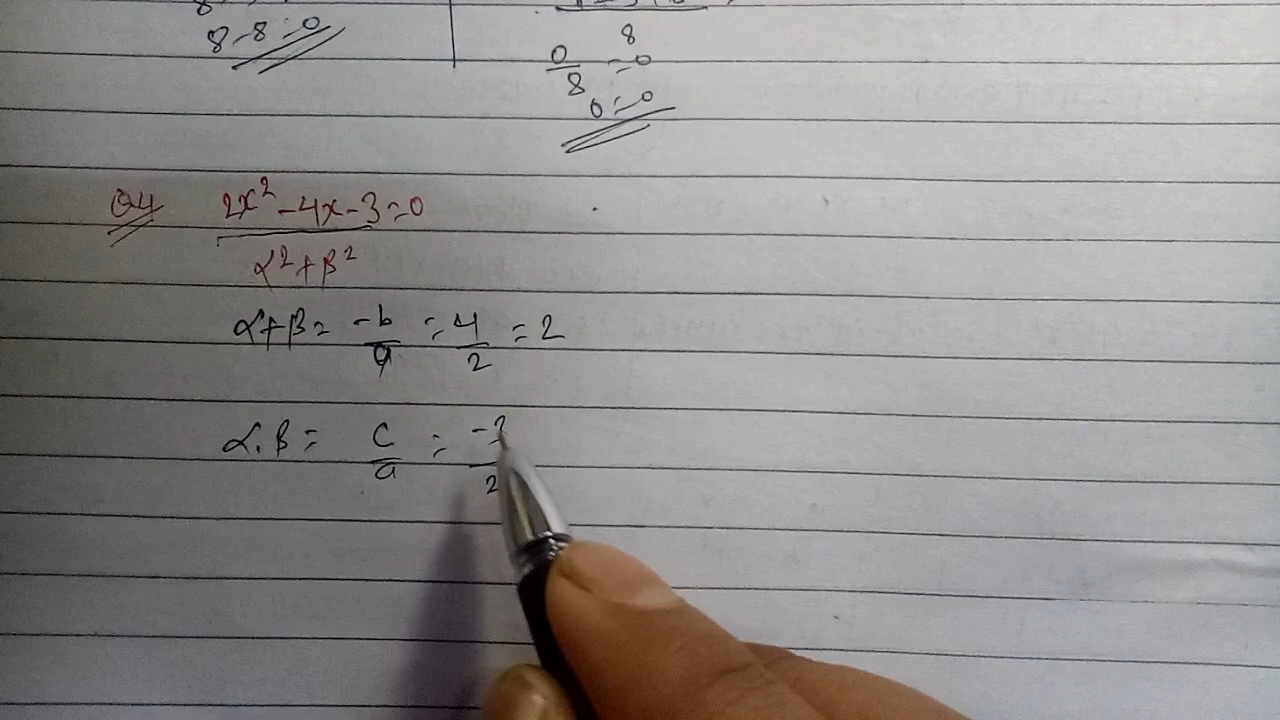 8-8=0
8
0/8=0
0=0
Q4 2x²-4x-3=0
α²+β²
α+β= -b/a = 4/2 = 2
α.β= c/a = -3/2